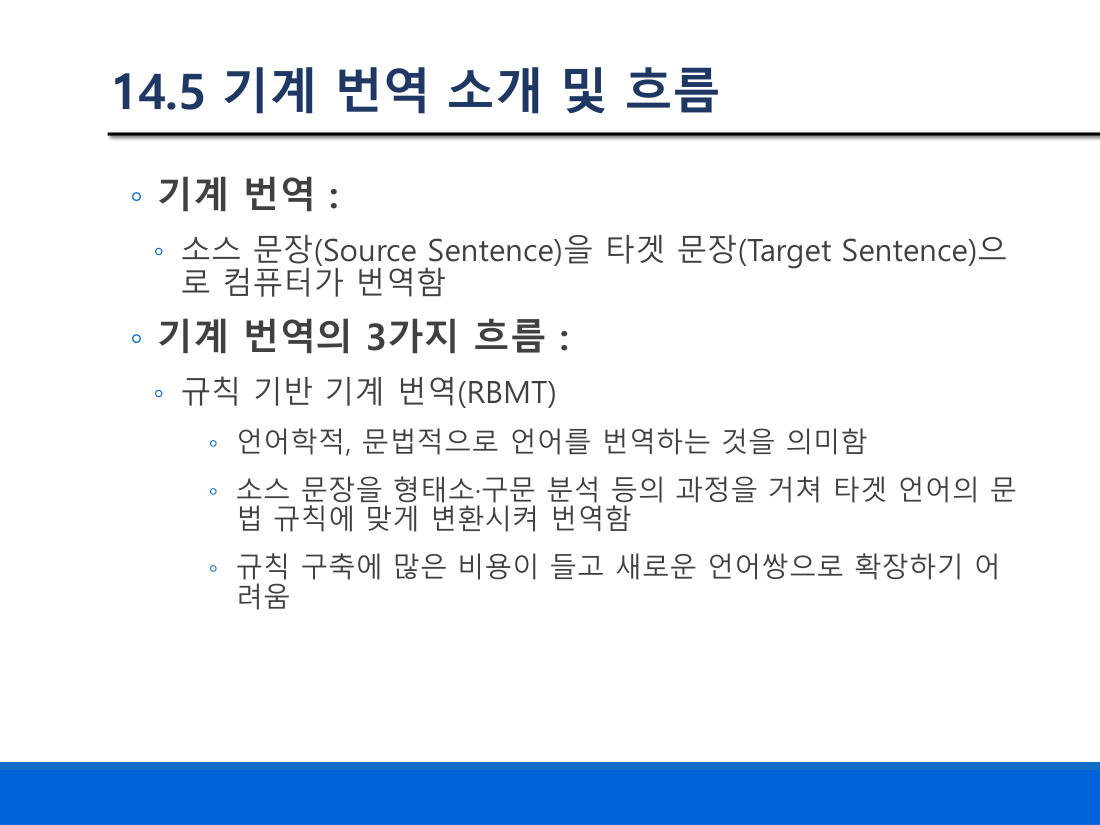 14.5 기계 번역 소개 및 흐름
◦ 기계 번역 :
◦ 소스 문장(Source Sentence)을 타겟 문장(Target Sentence)으
로 컴퓨터가 번역함
◦ 기계 번역의 3가지 흐름 :
◦ 규칙 기반 기계 번역(RBMT)
◦ 언어학적, 문법적으로 언어를 번역하는 것을 의미함
◦ 소스 문장을 형태소·구문 분석 등의 과정을 거쳐 타겟 언어의 문
법 규칙에 맞게 변환시켜 번역함
◦ 규칙 구축에 많은 비용이 들고 새로운 언어쌍으로 확장하기 어
려움